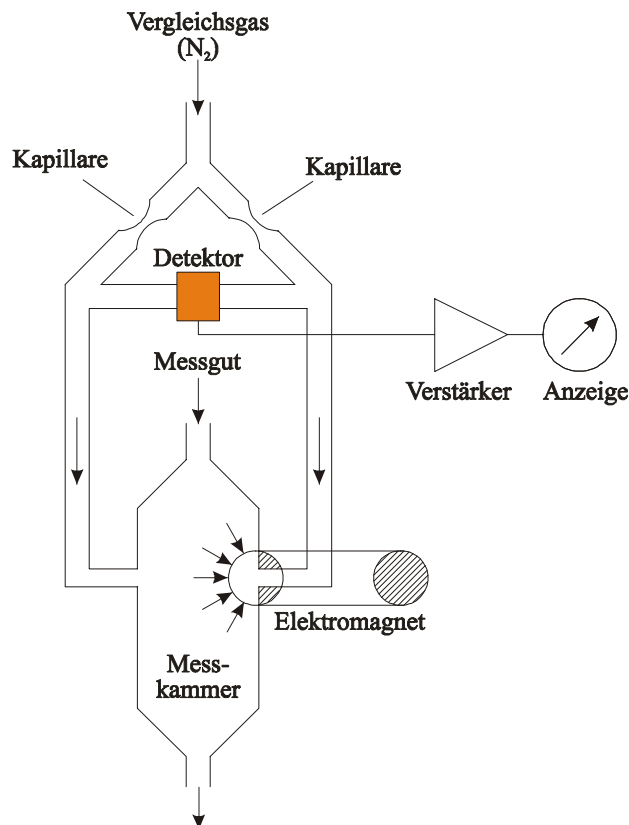 Vergleichsgas
(N₂)
Kapillare
Kapillare
Detektor
Messgut
Verstärker
Anzeige
Elektromagnet
Mess-
kammer